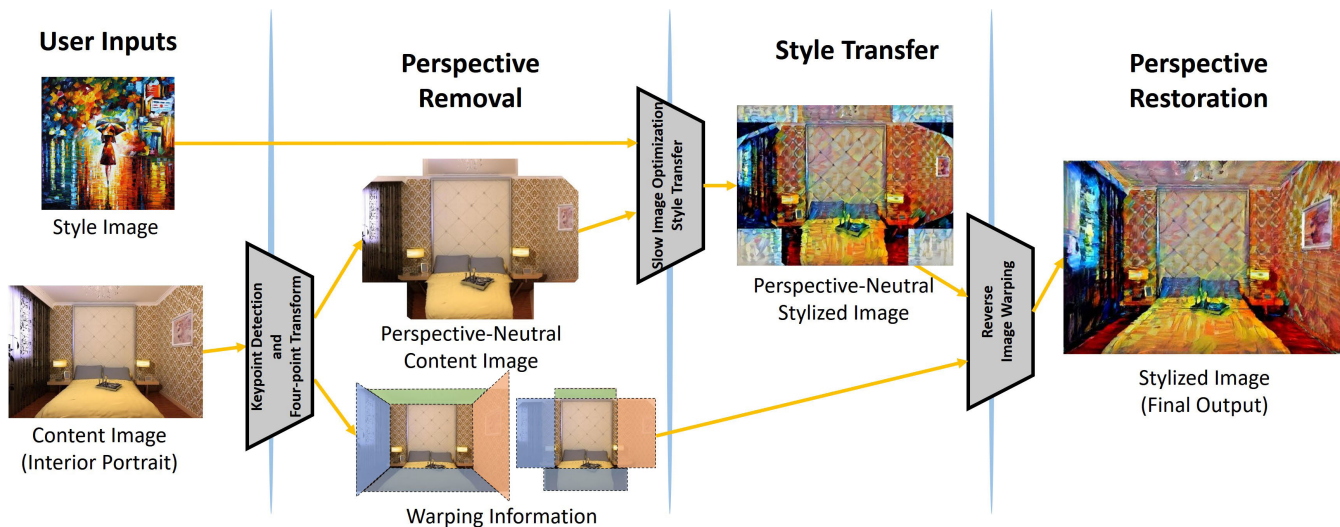 User Inputs
Style Image
Content Image
(Interior Portrait)
Keypoint Detection
and
Four-point Transform
Perspective
Removal
Perspective-Neutral
Content Image
Warping Information
Slow Image Optimization
Style Transfer
Style Transfer
Perspective-Neutral
Stylized Image
Reverse
Image Warping
Perspective
Restoration
Stylized Image
(Final Output)